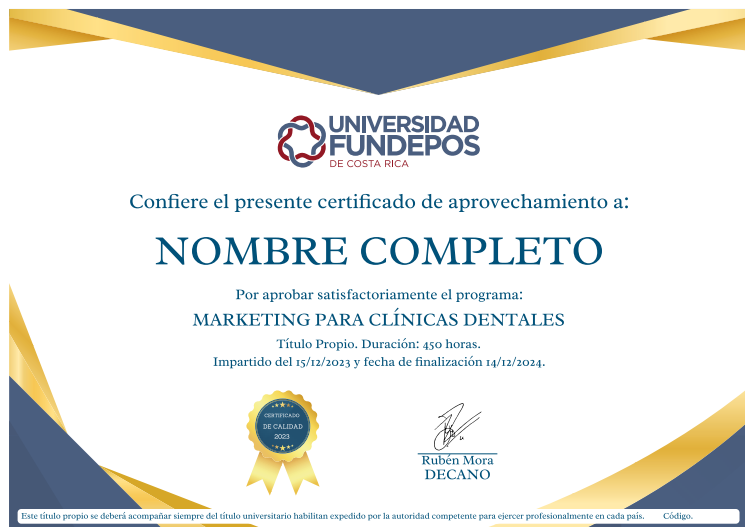 UNIVERSIDAD
FUNDEPOS
DE COSTA RICA
Confiere el presente certificado de aprovechamiento a:
NOMBRE COMPLETO
Por aprobar satisfactoriamente el programa:
MARKETING PARA CLÍNICAS DENTALES
Título Propio. Duración: 450 horas.
Impartido del 15/12/2023 y fecha de finalización 14/12/2024.
CERTIFICADO
DE CALIDAD
2023
Rubén Mora
DECANO
Este título propio se deberá acompañar siempre del título universitario habilitan expedido por la autoridad competente para ejercer profesionalmente en cada país. Código.